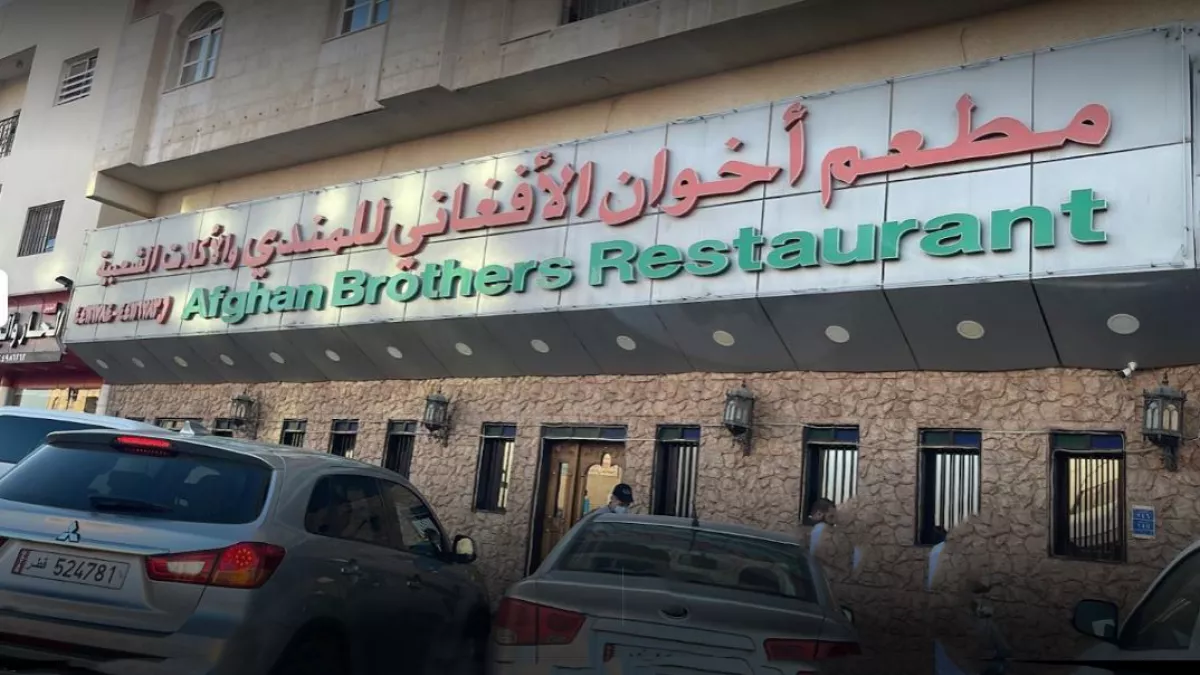 مطعم أخوان الأفغاني للمندي والأكلات الشعبية
Afghan Brothers Restaurant
قطر 524781